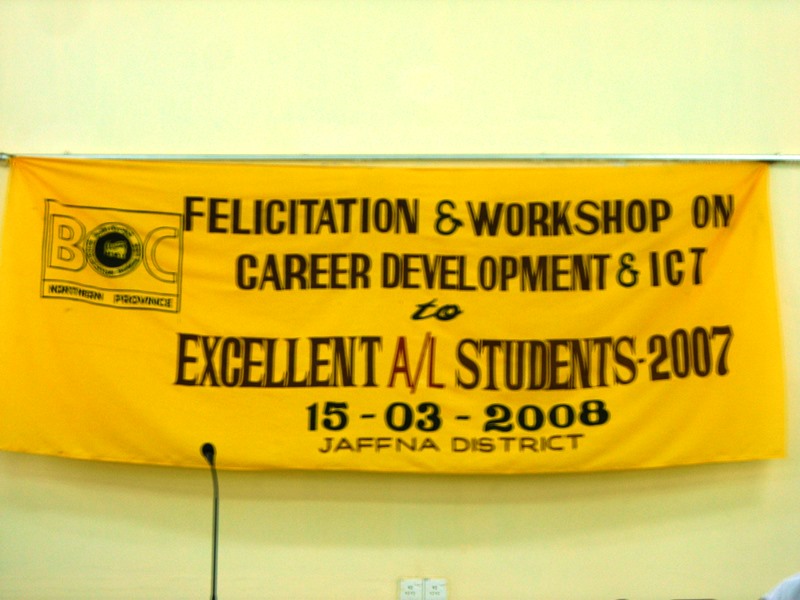 BOC
NORTHERN PROVINCE
FELICITATION & WORKSHOP ON
CAREER DEVELOPMENT & ICT
to
EXCELLENT A/L STUDENTS-2007
15-03-2008
JAFFNA DISTRICT